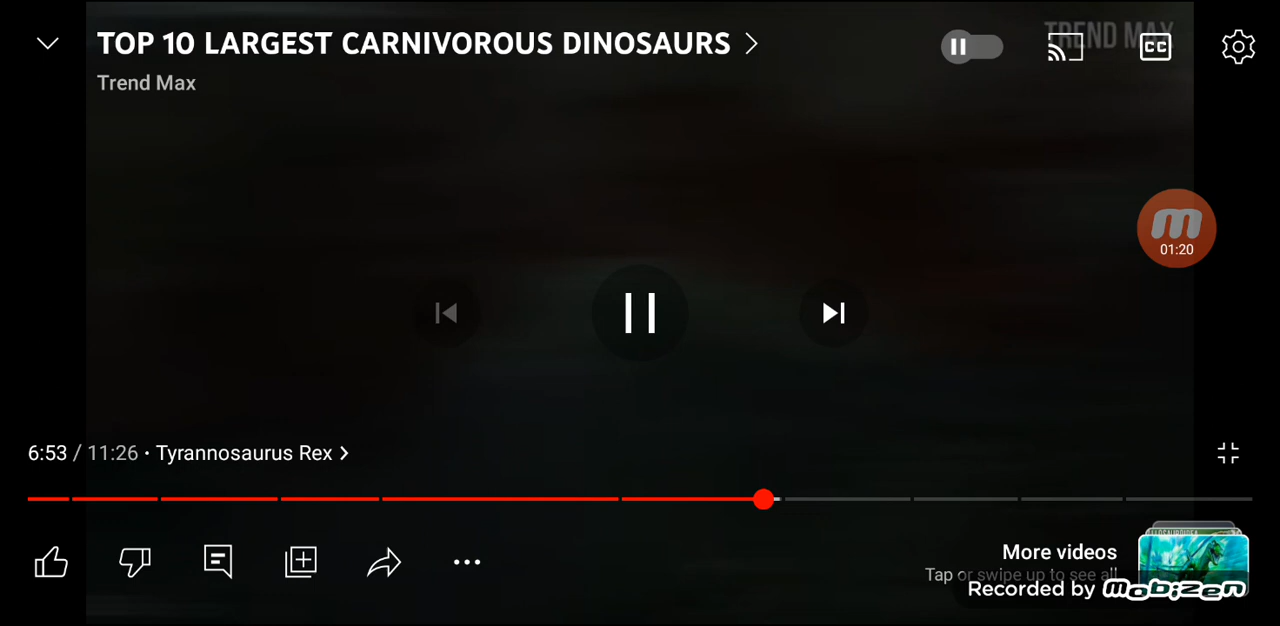 TOP 10 LARGEST CARNIVOROUS DINOSAURS
TREND MAX
CC
Trend Max
m
01:20
6:53 / 11:26 • Tyrannosaurus Rex
More videos
Tap or swipe up to see all
Recorded by mobizen